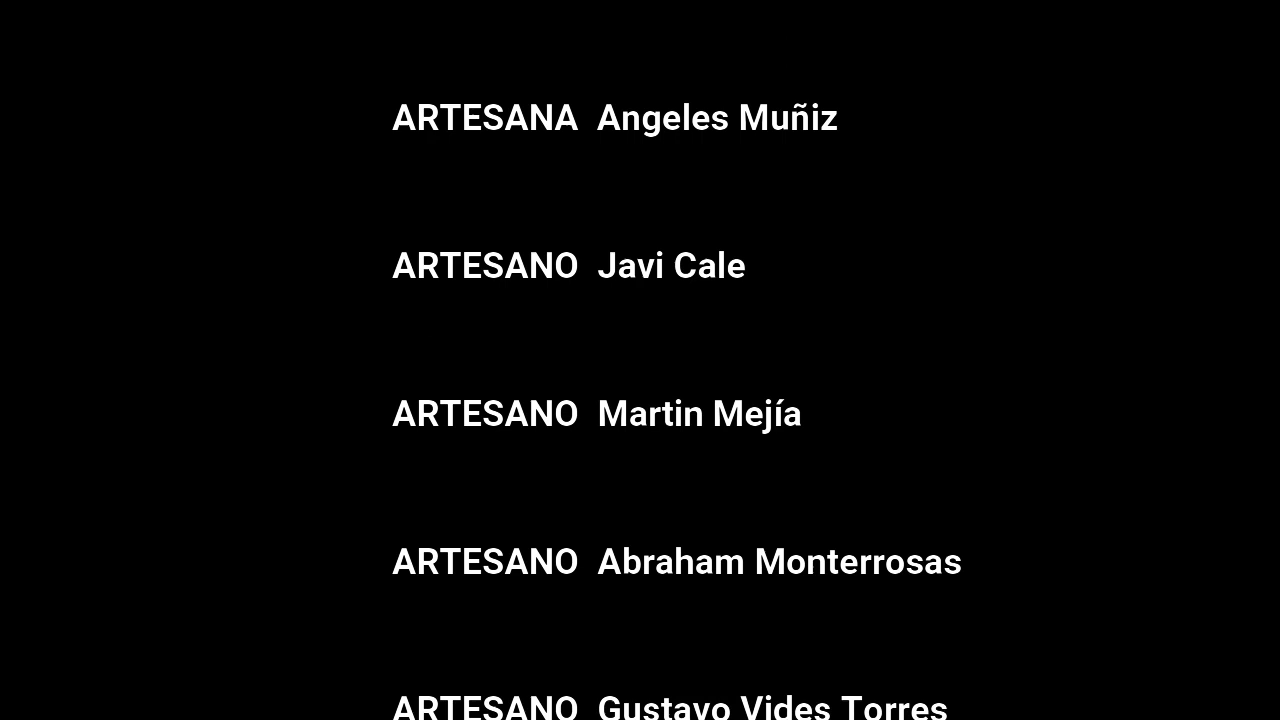 ARTESANA Angeles Muñiz
ARTESANO Javi Cale
ARTESANO Martin Mejía
ARTESANO Abraham Monterrosas
ARTESANO Gustavo Vides Torres